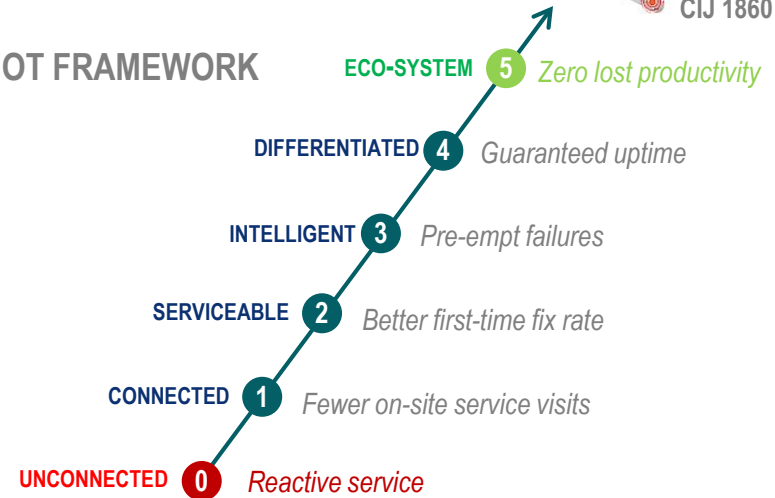 CIJ 1860
OT FRAMEWORK
ECO-SYSTEM 5 Zero lost productivity
DIFFERENTIATED 4 Guaranteed uptime
INTELLIGENT 3 Pre-empt failures
SERVICEABLE 2 Better first-time fix rate
CONNECTED 1 Fewer on-site service visits
UNCONNECTED 0 Reactive service